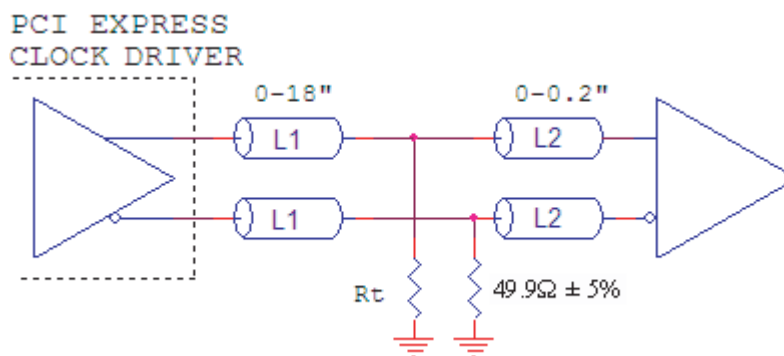 PCI EXPRESS
CLOCK DRIVER
0-18"
0-0.2"
L1
L2
L1
L2
Rt
49.9Ω ± 5%